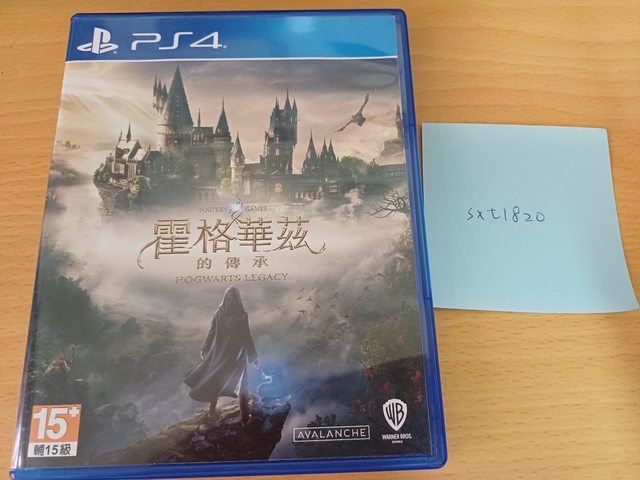 PS4
PORTKEY GAMES
霍格華茲
的傳承
HOGWARTS LEGACY
15+
輔15級
AVALANCHE
WB
WARNER BROS.
sxt1820